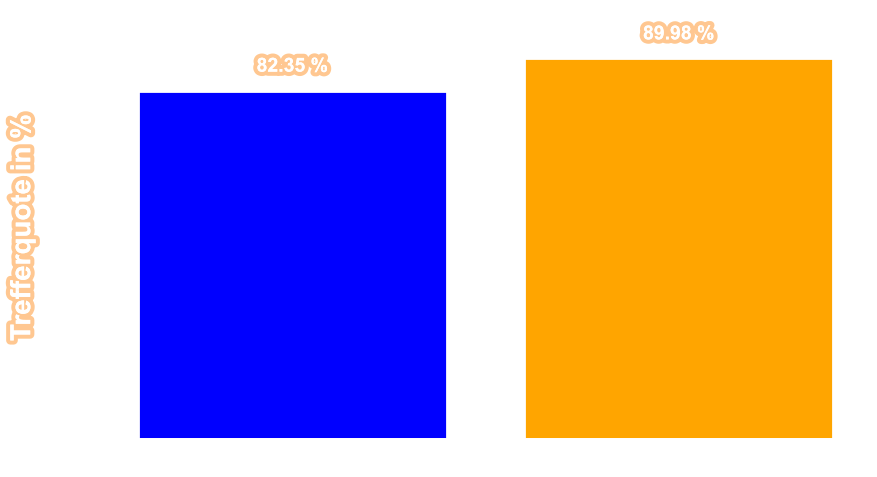 89.98 %
82.35 %
Trefferquote in %